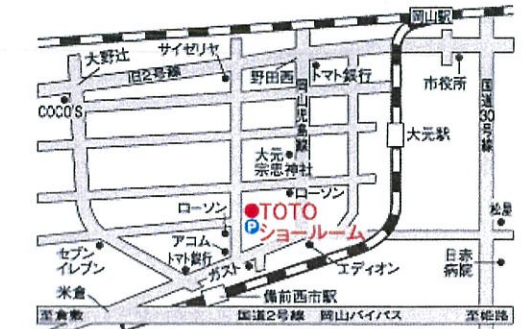 岡山駅
大野辻
サイゼリヤ
旧2号線
野田西
トマト銀行
市役所
COCO'S
岡山児島線
国道30号線
大元駅
大元
宗忠神社
ローソン
ローソン
TOTO
P
ショールーム
松屋
アコム
トマト銀行
セブン
イレブン
ガスト
エディオン
日赤
病院
米倉
備前西市駅
至倉敷
国道2号線 岡山バイパス
至姫路